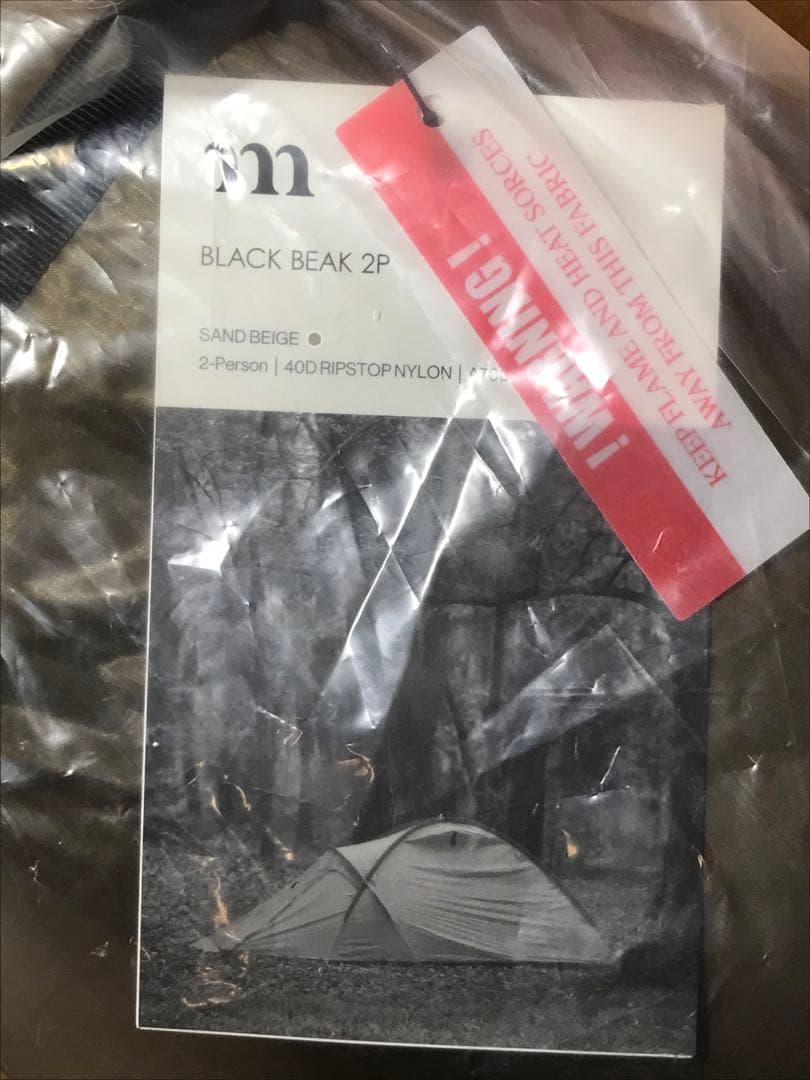 m
BLACK BEAK 2P
SAND BEIGE
2-Person | 40D RIPSTOP NYLON |
! WARNNG !
KEEP FLAME AND HEAT SORCES
AWAY FROM THIS FABRIC